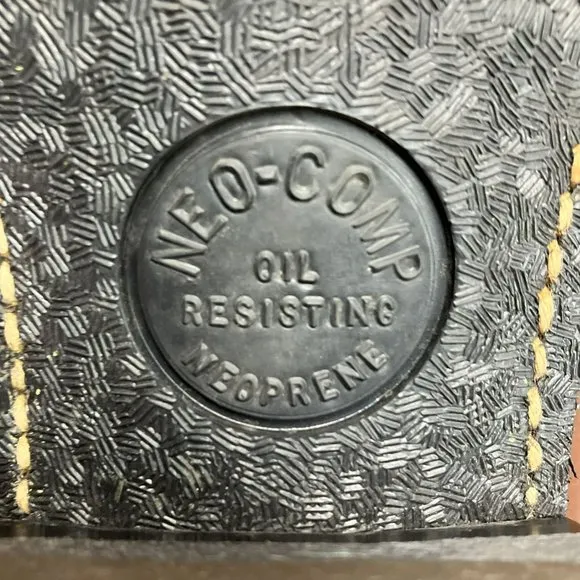 NEO-COMP
OIL
RESISTING
NEOPRENE